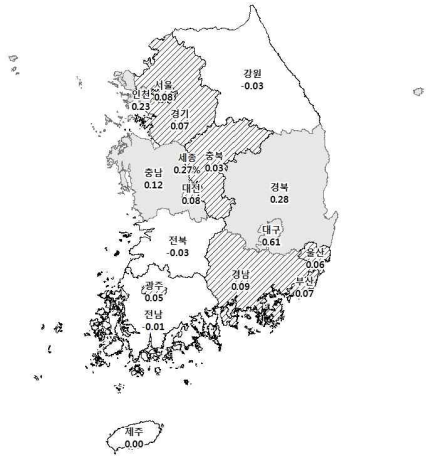 강원
-0.03
서울
0.08
인천
0.23
경기
0.07
세종
0.27%
충북
0.03
충남
0.12
대전
0.08
경북
0.28
대구
0.61
전북
-0.03
울산
0.06
경남
0.09
부산
0.07
광주
0.05
전남
-0.01
제주
0.00